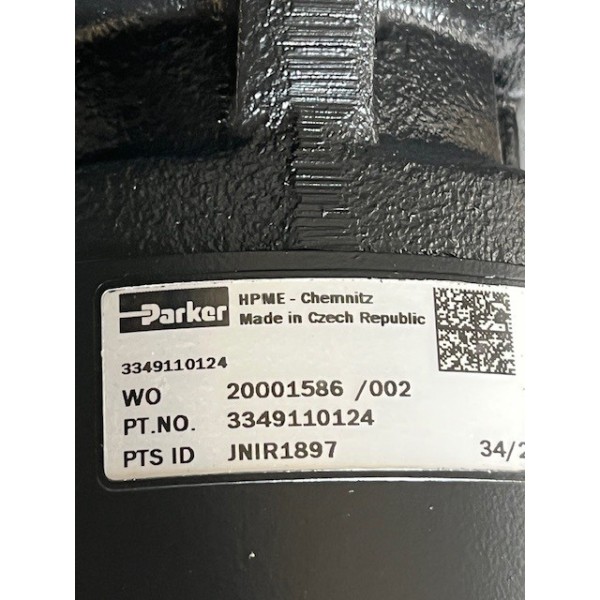 Parker
HPME - Chemnitz
Made in Czech Republic
3349110124
WO 20001586 /002
PT.NO. 3349110124
PTS ID JNIR1897 34/2